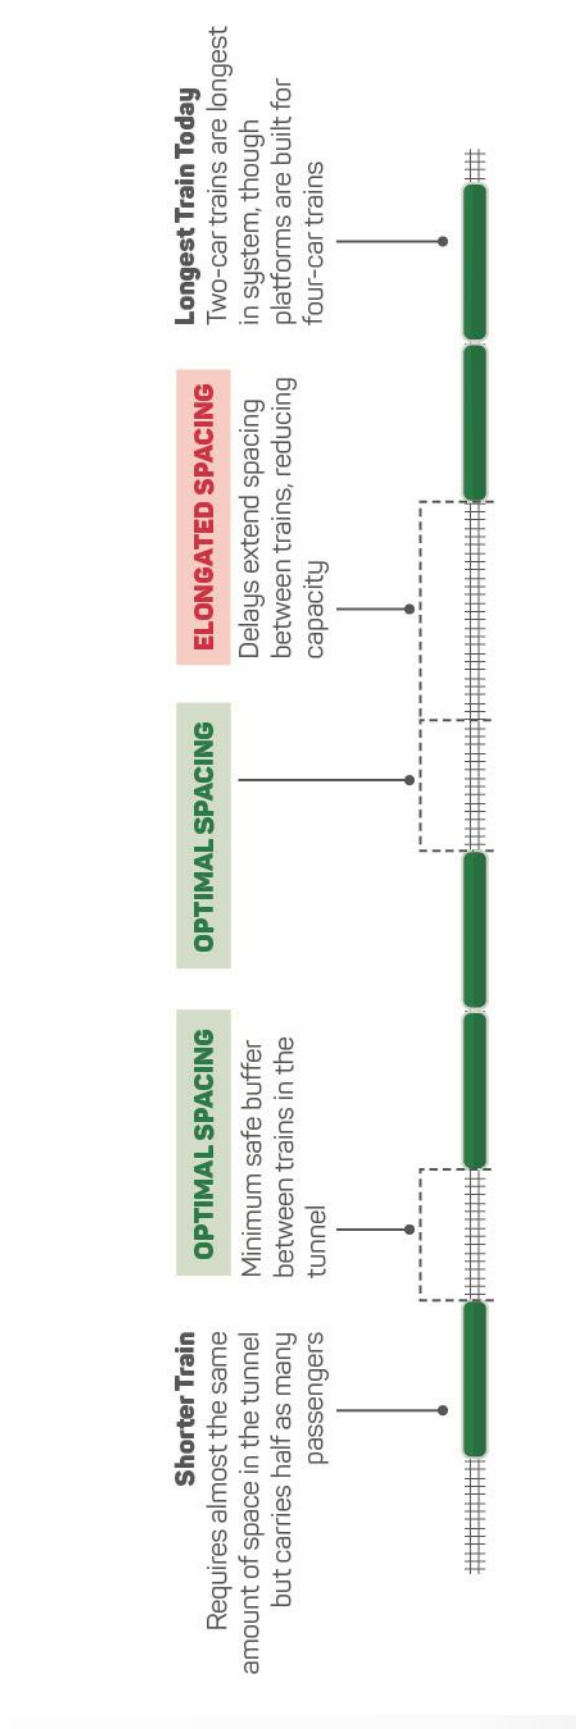 Shorter Train
Requires almost the same
amount of space in the tunnel
but carries half as many
passengers
OPTIMAL SPACING
Minimum safe buffer
between trains in the
tunnel
OPTIMAL SPACING
ELONGATED SPACING
Delays extend spacing
between trains, reducing
capacity
Longest Train Today
Two-car trains are longest
in system, though
platforms are built for
four-car trains